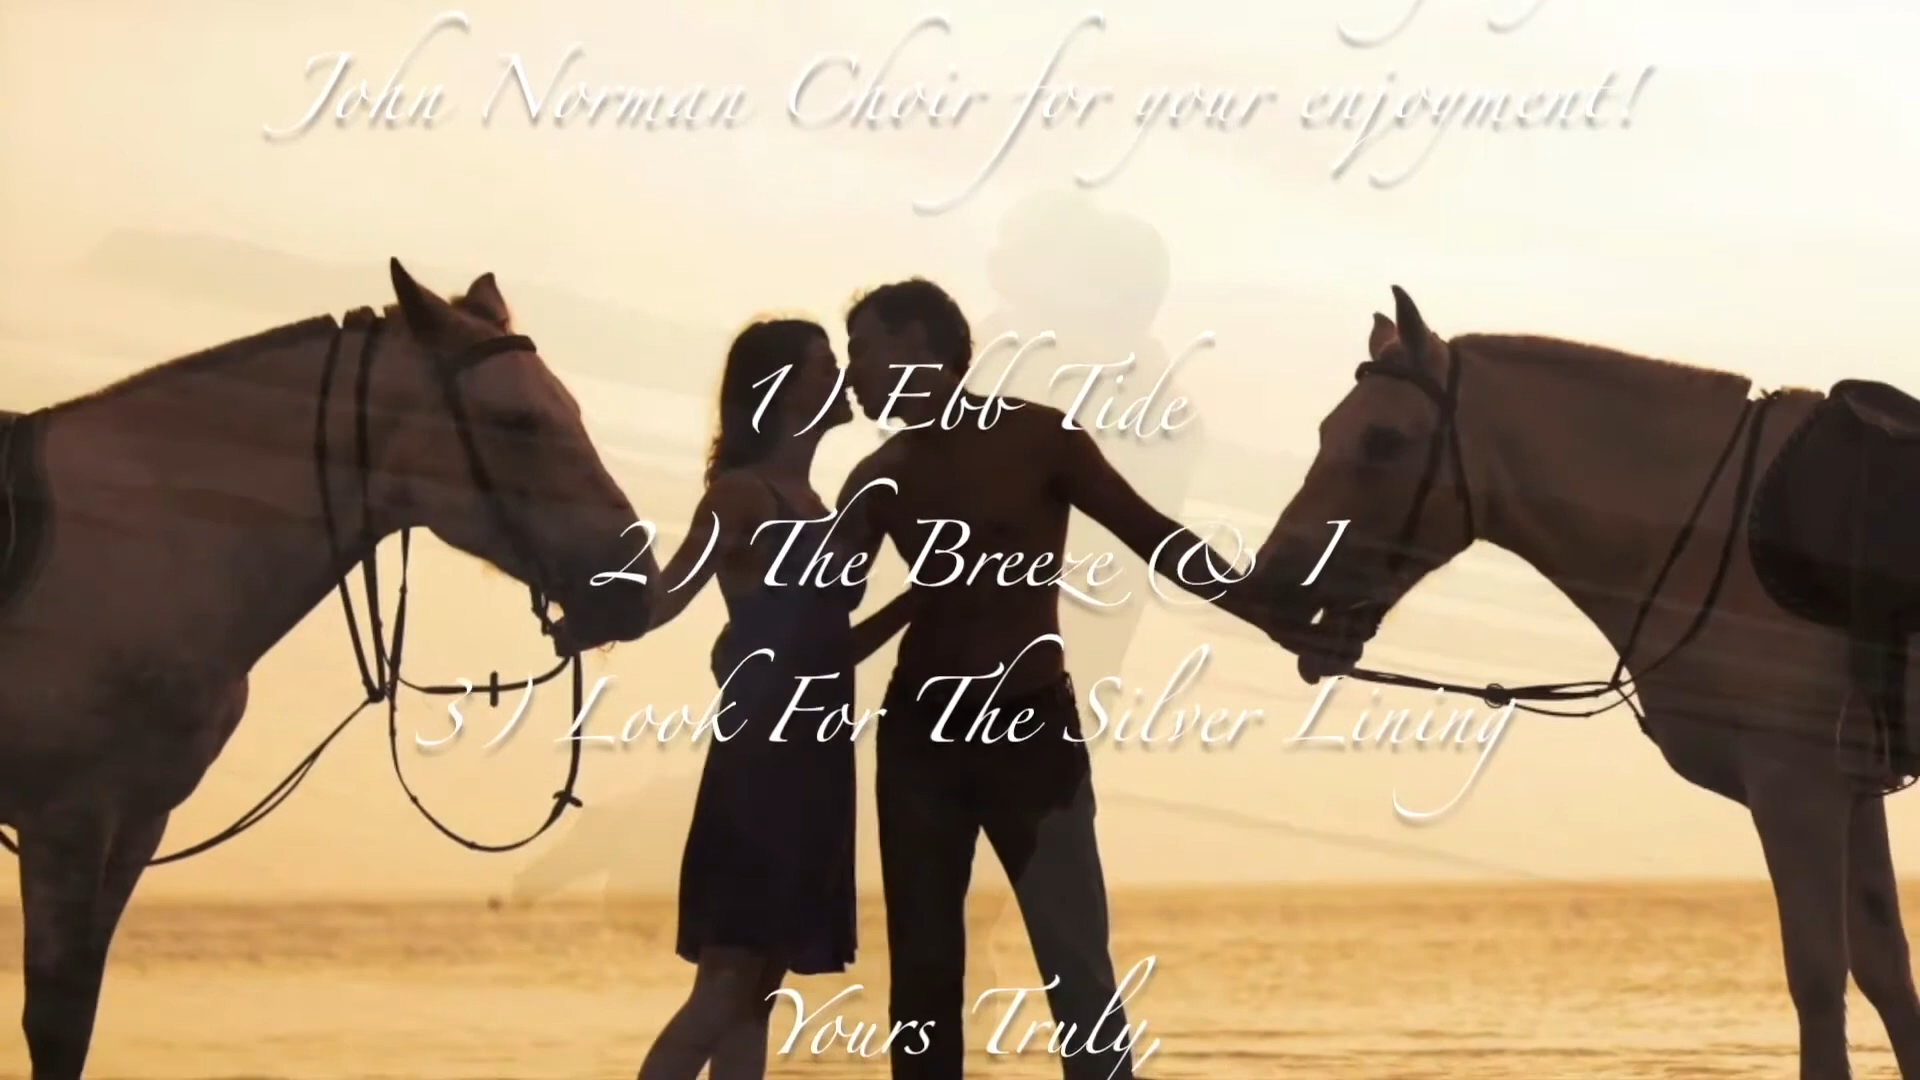 John Norman Choir for your enjoyment!
1) Ebb Tide
2) The Breeze & I
3) Look For The Silver Lining
Yours Truly,